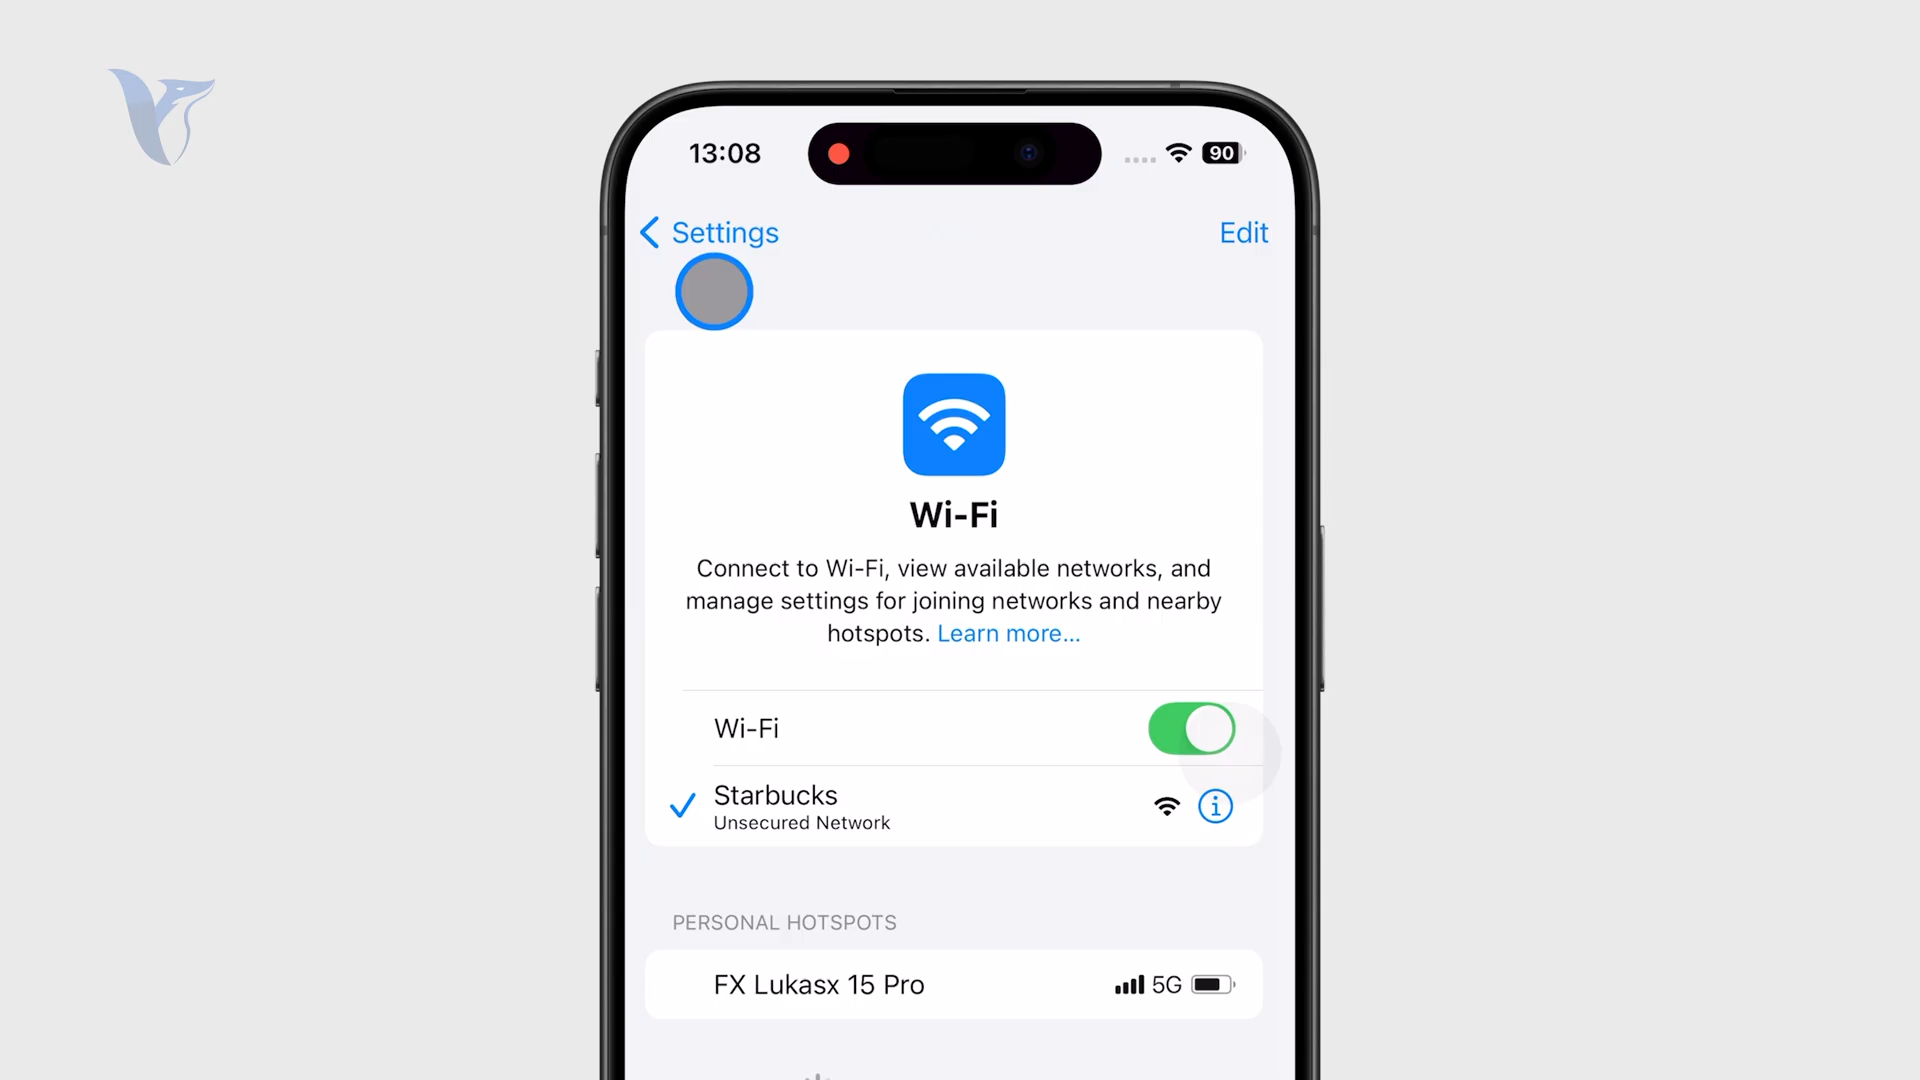 13:08
90
Settings
Edit
Wi-Fi
Connect to Wi-Fi, view available networks, and
manage settings for joining networks and nearby
hotspots. Learn more...
Wi-Fi
Starbucks
Unsecured Network
PERSONAL HOTSPOTS
FX Lukasx 15 Pro
5G